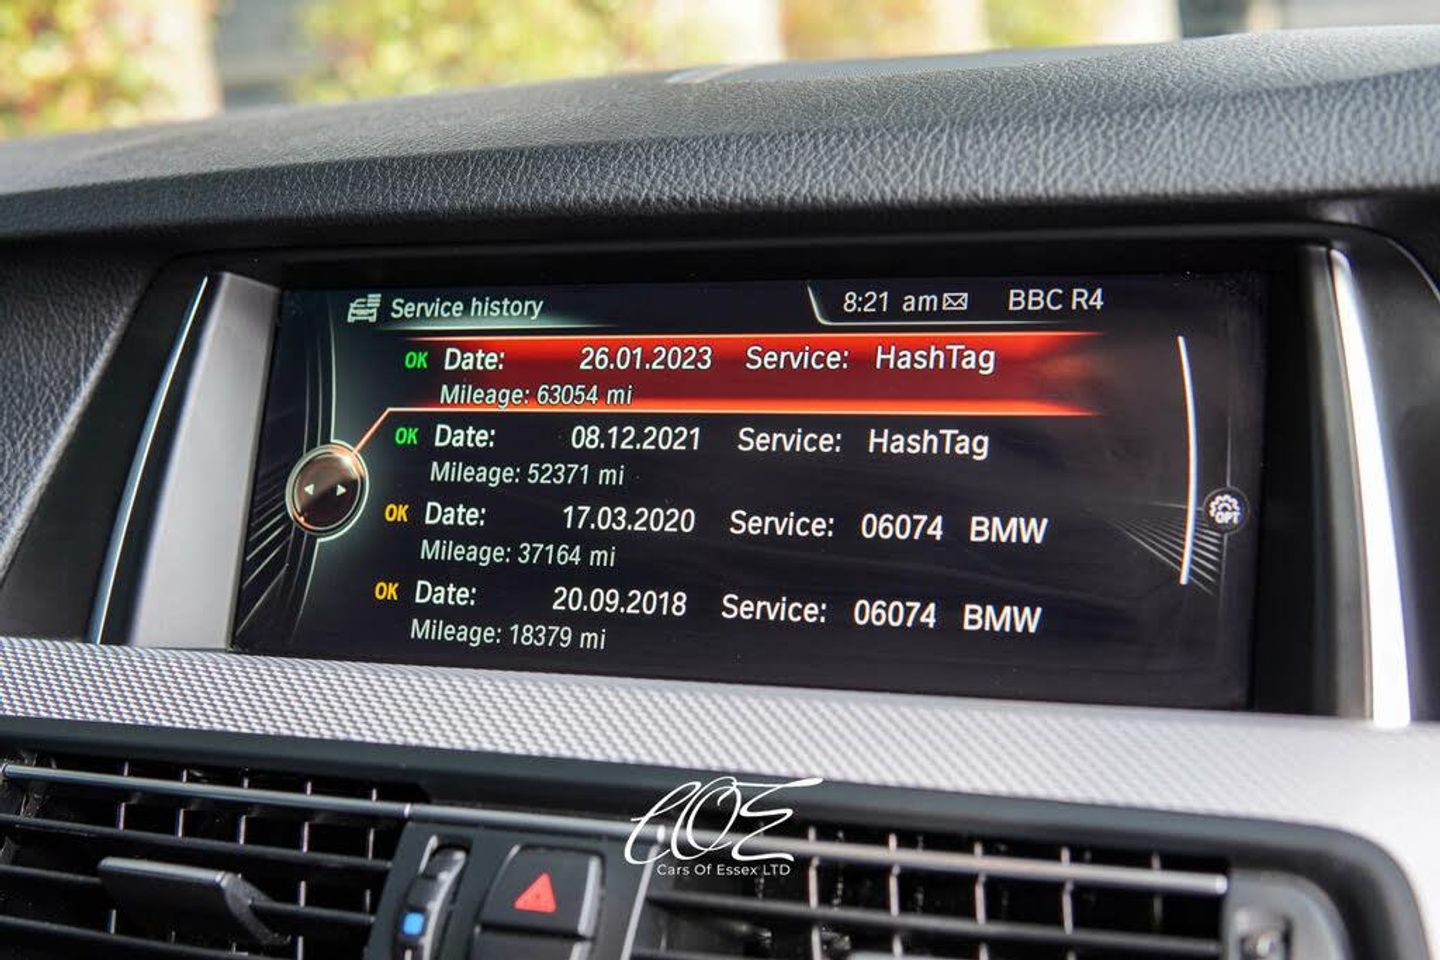 Service history 8:21 am BBC R4
OK Date: 26.01.2023 Service: HashTag
Mileage: 63054 mi
OK Date: 08.12.2021 Service: HashTag
Mileage: 52371 mi
OK Date: 17.03.2020 Service: 06074 BMW
Mileage: 37164 mi
OK Date: 20.09.2018 Service: 06074 BMW
Mileage: 18379 mi
OPT
COE
Cars Of Essex LTD